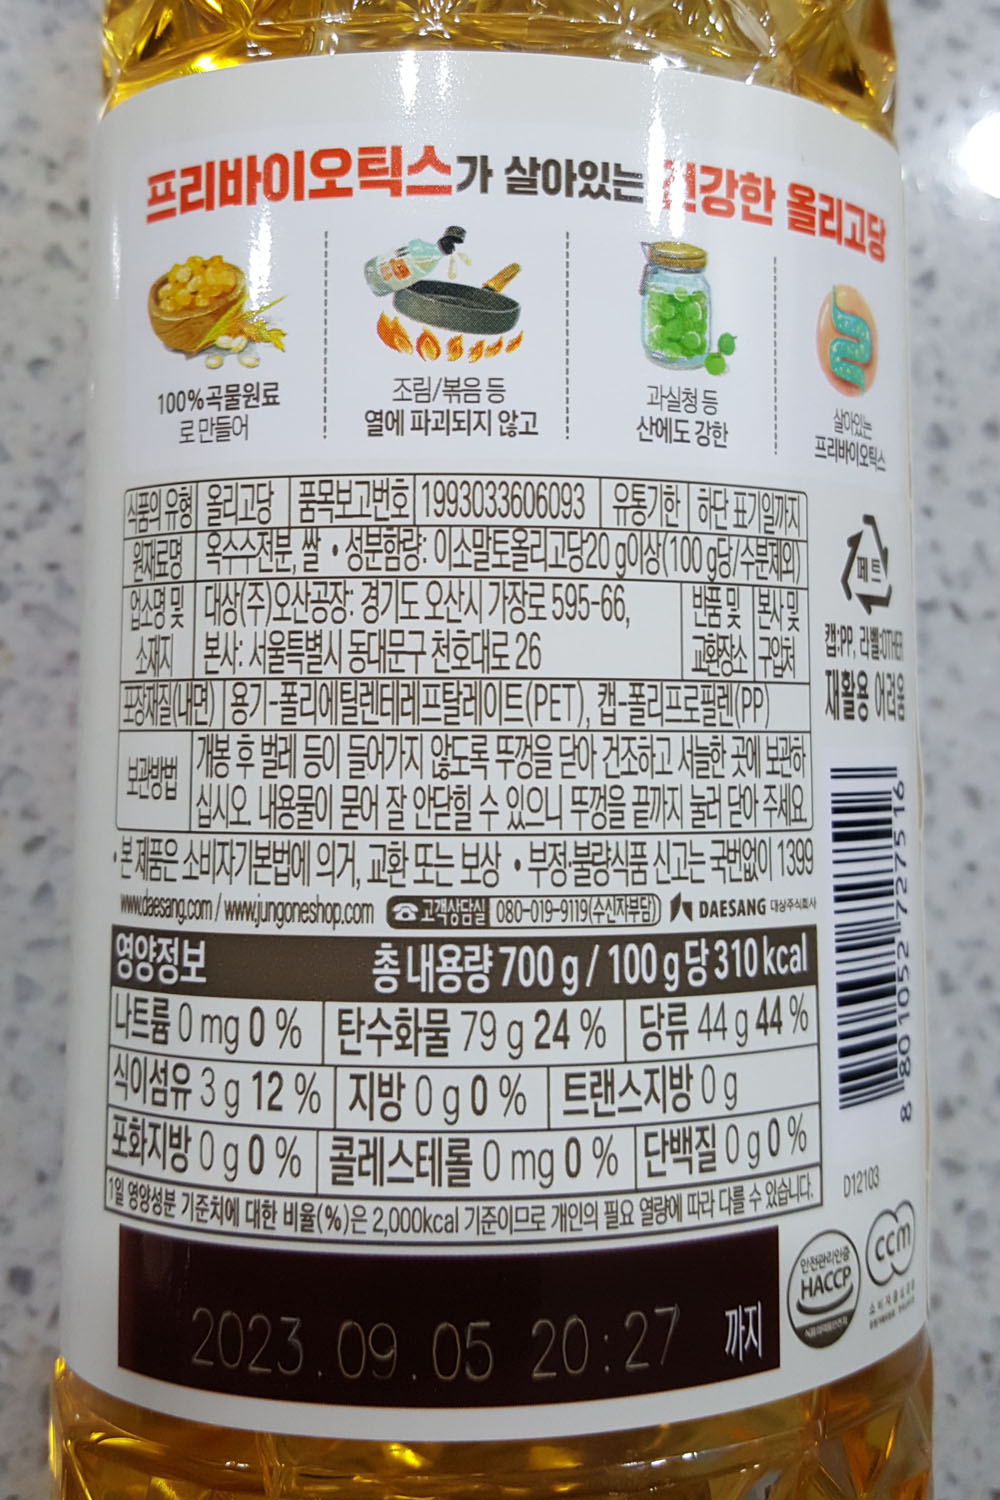 프리바이오틱스가 살아있는 건강한 올리고당
100%곡물원료
로 만들어
조림/볶음 등
열에 파괴되지 않고
과실청 등
산에도 강한
살아있는
프리바이오틱스
식품의 유형 올리고당 품목보고번호 1993033606093 유통기한 하단 표기일까지
원재료명 옥수수전분, 쌀 • 성분함량: 이소말토올리고당20 g이상(100 g당/수분제외)
업소명 및 소재지 대상(주)오산공장: 경기도 오산시 가장로 595-66,
본사: 서울특별시 동대문구 천호대로 26
반품 및 교환장소 본사 및 구입처
포장재질(내면) 용기-폴리에틸렌테레프탈레이트(PET), 캡-폴리프로필렌(PP)
보관방법 개봉 후 벌레 등이 들어가지 않도록 뚜껑을 닫아 건조하고 서늘한 곳에 보관하
십시오. 내용물이 묻어 잘 안닫힐 수 있으니 뚜껑을 끝까지 눌러 닫아 주세요.
• 본 제품은 소비자기본법에 의거, 교환 또는 보상 • 부정·불량식품 신고는 국번없이 1399
www.daesang.com / www.jungoneshop.com 고객상담실 080-019-9119(수신자부담) DAESANG 대상주식회사
페트
캡:PP, 라벨:OTHER
재활용 어려움
8 801052 727516
영양정보 총 내용량 700 g / 100 g당 310 kcal
나트륨 0 mg 0 % 탄수화물 79 g 24 % 당류 44 g 44 %
식이섬유 3 g 12 % 지방 0 g 0 % 트랜스지방 0 g
포화지방 0 g 0 % 콜레스테롤 0 mg 0 % 단백질 0 g 0 %
1일 영양성분 기준치에 대한 비율(%)은 2,000kcal 기준이므로 개인의 필요 열량에 따라 다를 수 있습니다.
D12103
안전관리인증
HACCP
ccm
2023.09.05 20:27 까지